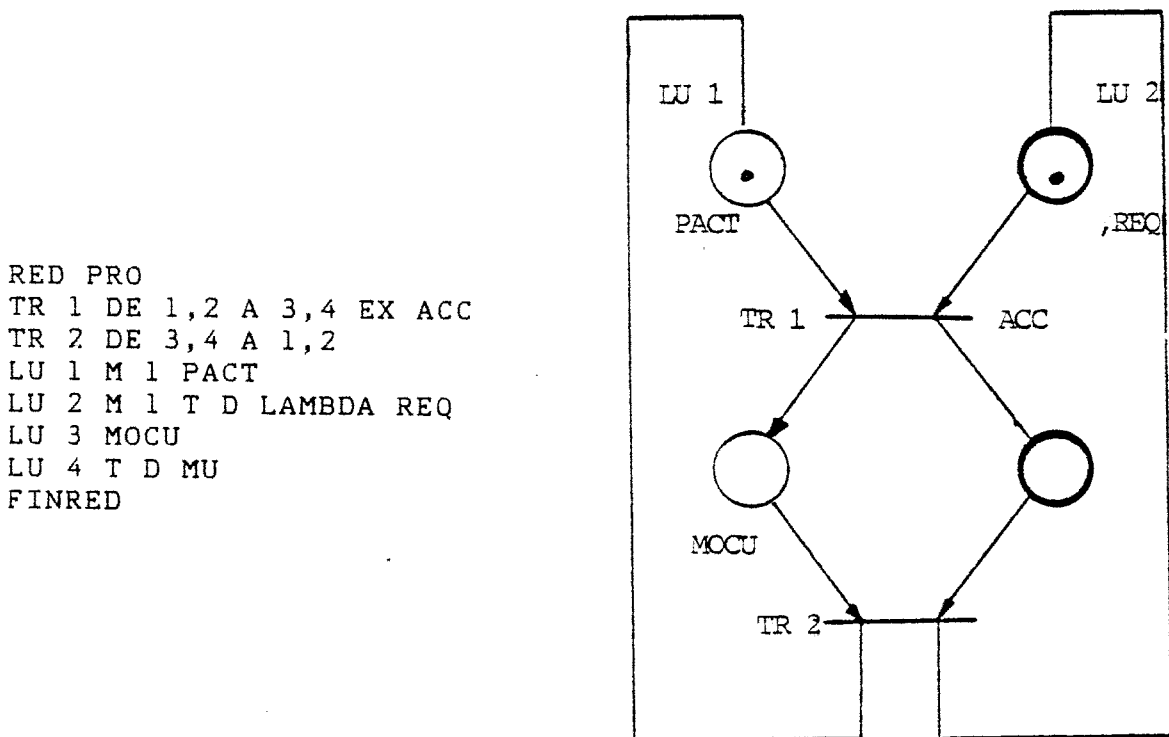 RED PRO
TR 1 DE 1,2 A 3,4 EX ACC
TR 2 DE 3,4 A 1,2
LU 1 M 1 PACT
LU 2 M 1 T D LAMBDA REQ
LU 3 MOCU
LU 4 T D MU
FINRED
LU 1
LU 2
PACT
,REQ
TR 1
ACC
MOCU
TR 2